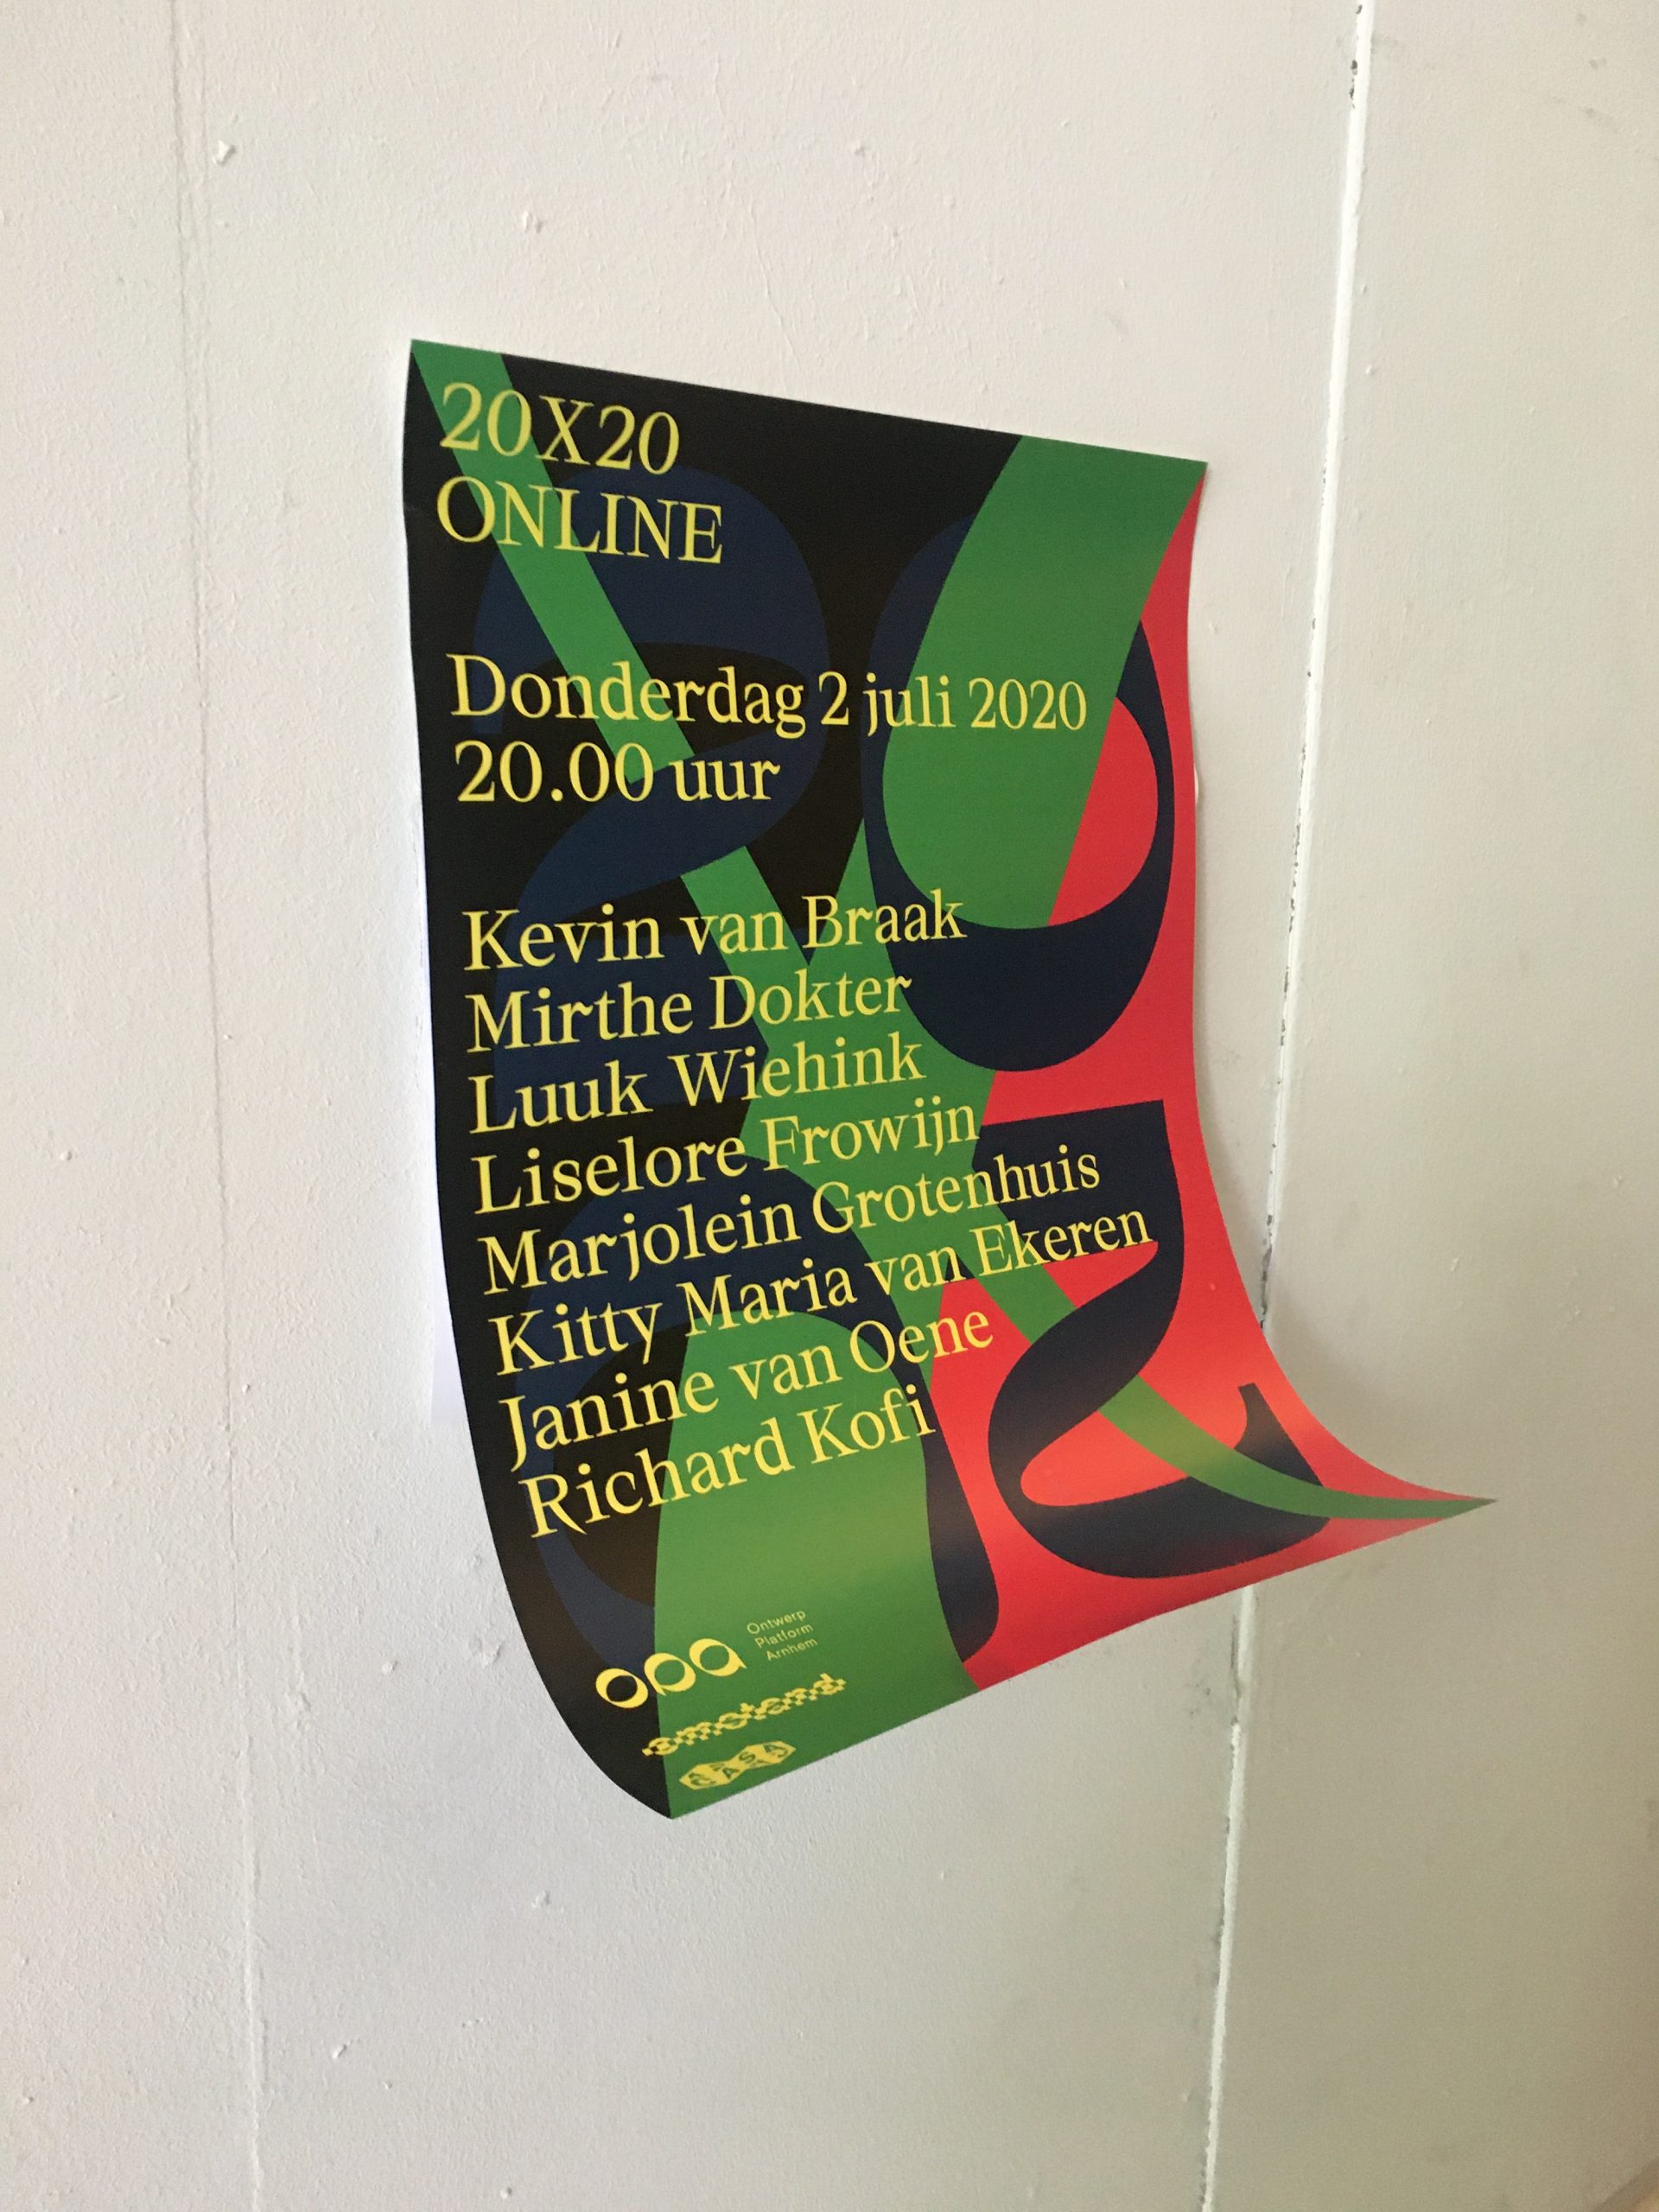 20X20
ONLINE
Donderdag 2 juli 2020
20.00 uur
Kevin van Braak
Mirthe Dokter
Luuk Wiehink
Liselore Frowijn
Marjolein Grotenhuis
Kitty Maria van Ekeren
Janine van Oene
Richard Kofi
opa
Ontwerp
Platform
Arnhem